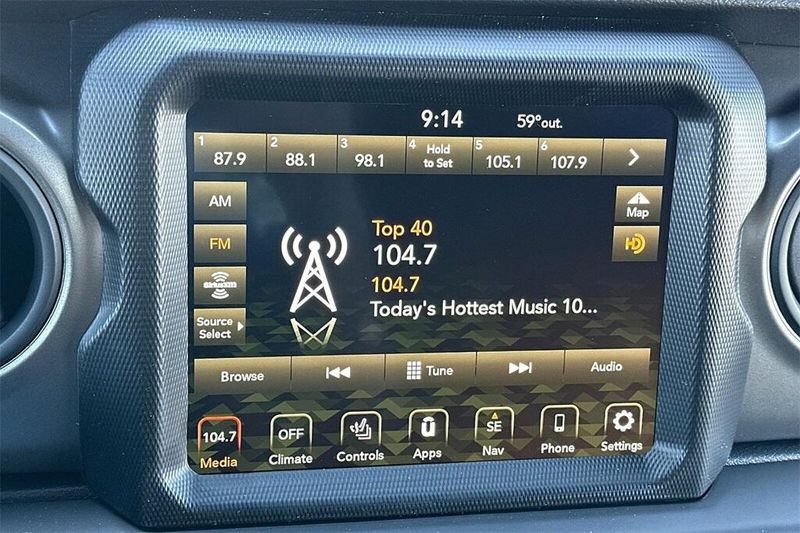 9:14 59°out.
1 87.9 2 88.1 3 98.1 4 Hold to Set 5 105.1 6 107.9
AM
Map
FM
HD
Top 40
104.7
104.7
Today's Hottest Music 10...
siriusxm
Source
Select
Browse Tune Audio
104.7 OFF SE
Media Climate Controls Apps Nav Phone Settings